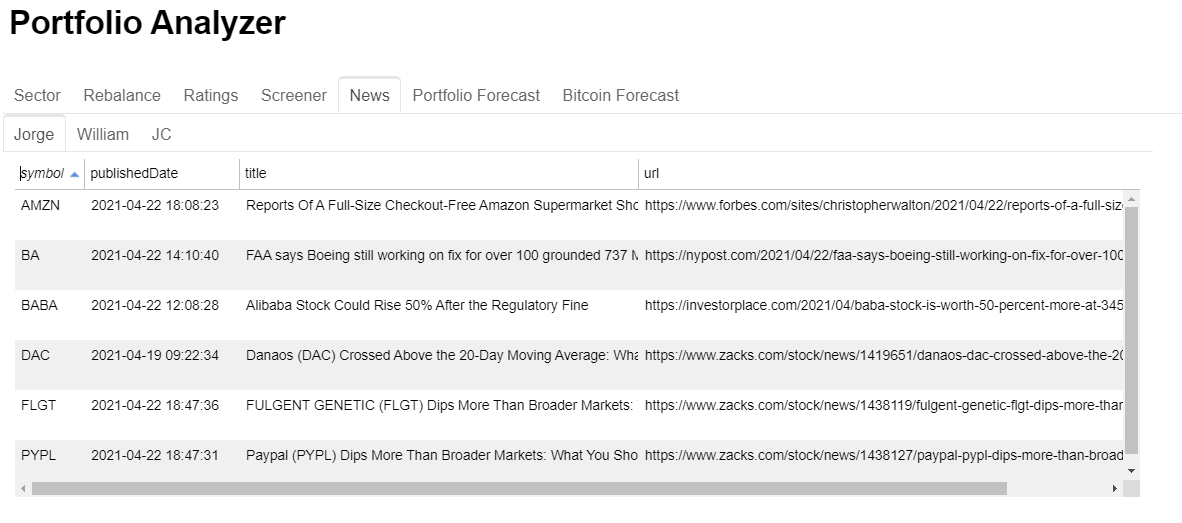 Portfolio Analyzer
Sector Rebalance Ratings Screener News Portfolio Forecast Bitcoin Forecast
Jorge William JC
symbol publishedDate title url
AMZN 2021-04-22 18:08:23 Reports Of A Full-Size Checkout-Free Amazon Supermarket Sho https://www.forbes.com/sites/christopherwalton/2021/04/22/reports-of-a-full-size
BA 2021-04-22 14:10:40 FAA says Boeing still working on fix for over 100 grounded 737 M https://nypost.com/2021/04/22/faa-says-boeing-still-working-on-fix-for-over-100
BABA 2021-04-22 12:08:28 Alibaba Stock Could Rise 50% After the Regulatory Fine https://investorplace.com/2021/04/baba-stock-is-worth-50-percent-more-at-345
DAC 2021-04-19 09:22:34 Danaos (DAC) Crossed Above the 20-Day Moving Average: Wha https://www.zacks.com/stock/news/1419651/danaos-dac-crossed-above-the-20
FLGT 2021-04-22 18:47:36 FULGENT GENETIC (FLGT) Dips More Than Broader Markets: https://www.zacks.com/stock/news/1438119/fulgent-genetic-flgt-dips-more-than
PYPL 2021-04-22 18:47:31 Paypal (PYPL) Dips More Than Broader Markets: What You Sho https://www.zacks.com/stock/news/1438127/paypal-pypl-dips-more-than-broad